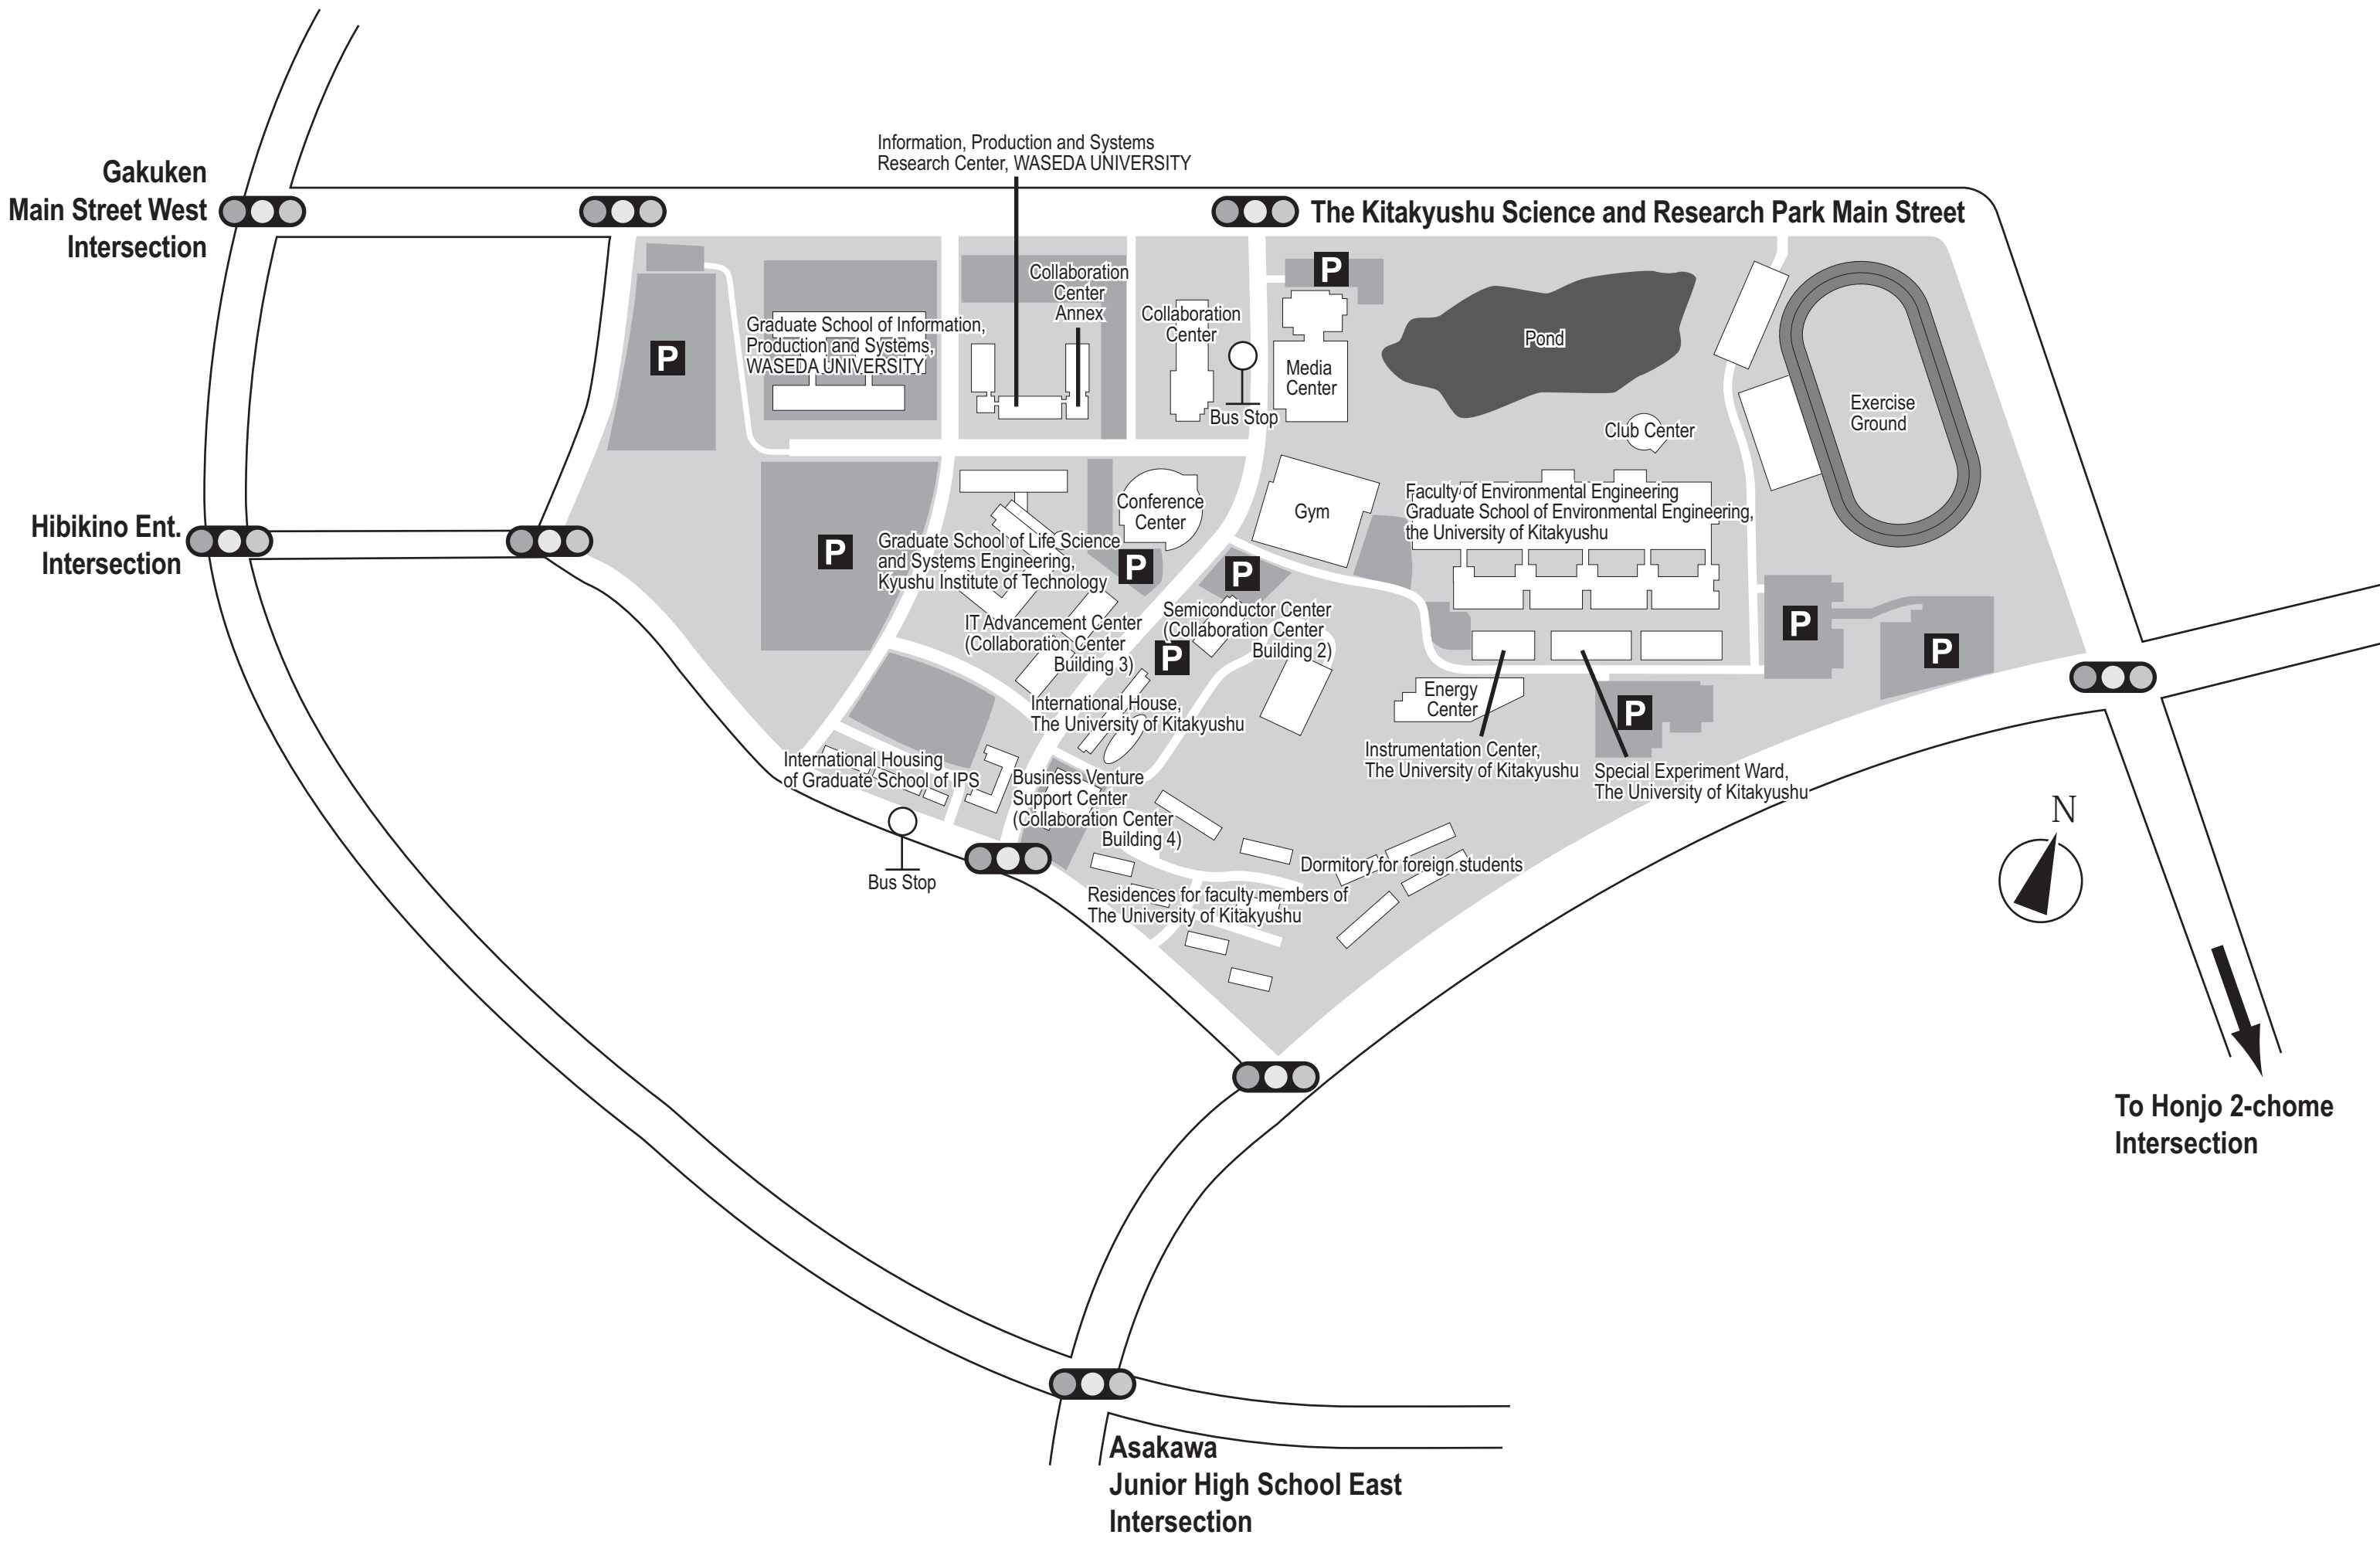 Information, Production and Systems
Research Center, WASEDA UNIVERSITY
Gakuken
Main Street West
Intersection
The Kitakyushu Science and Research Park Main Street
P
Collaboration
Center
Annex
Collaboration
Center
Graduate School of Information,
Production and Systems,
WASEDA UNIVERSITY
P
Pond
Media
Center
Bus Stop
Exercise
Ground
Club Center
Hibikino Ent.
Intersection
Conference
Center
Gym
Faculty of Environmental Engineering
Graduate School of Environmental Engineering,
the University of Kitakyushu
P
Graduate School of Life Science
and Systems Engineering,
Kyushu Institute of Technology
P
P
Semiconductor Center
(Collaboration Center
Building 2)
IT Advancement Center
(Collaboration Center
Building 3)
P
P
P
International House,
The University of Kitakyushu
Energy
Center
P
Instrumentation Center,
The University of Kitakyushu
Special Experiment Ward,
The University of Kitakyushu
International Housing
of Graduate School of IPS
Business Venture
Support Center
(Collaboration Center
Building 4)
N
Bus Stop
Dormitory for foreign students
Residences for faculty members of
The University of Kitakyushu
To Honjo 2-chome
Intersection
Asakawa
Junior High School East
Intersection